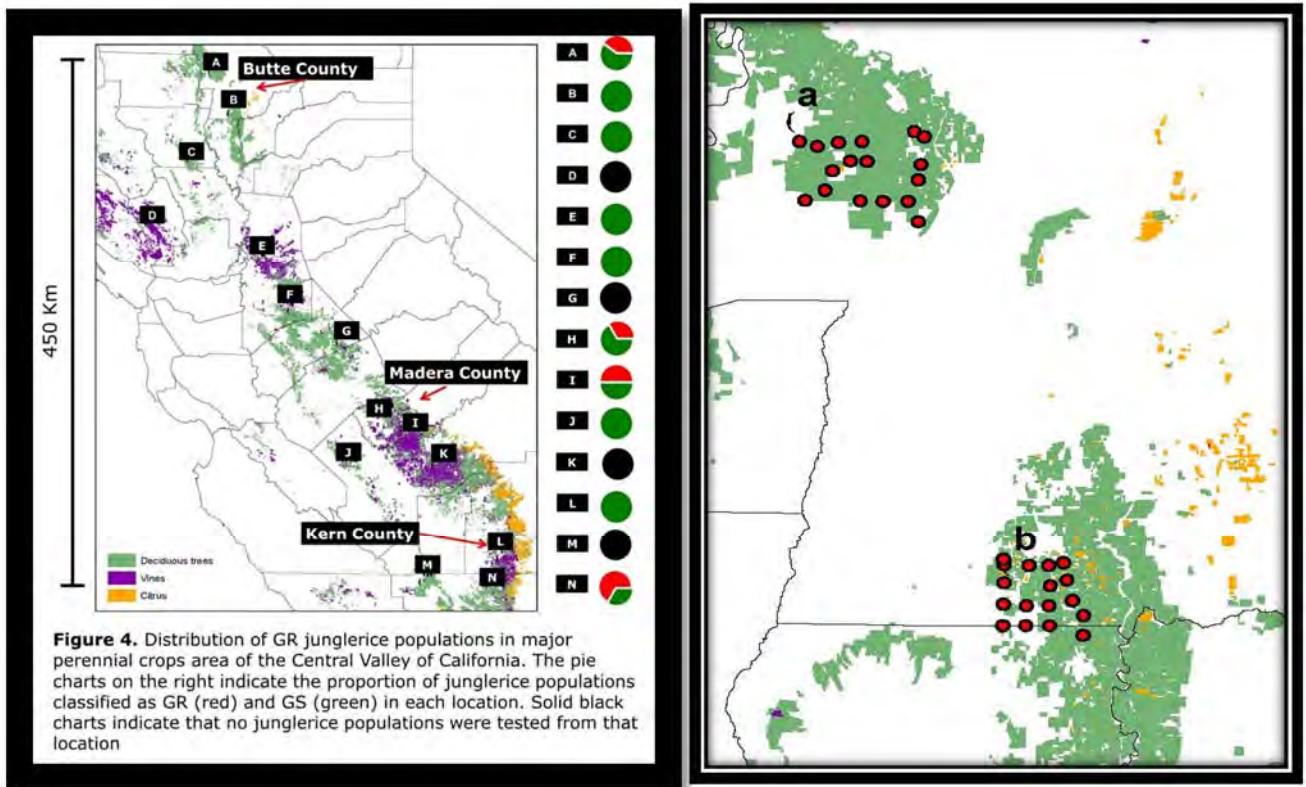 450 Km
A
B
C
D
E
F
G
H
I
J
K
L
M
N
Butte County
Madera County
Kern County
Deciduous trees
Vines
Citrus
A
B
C
D
E
F
G
H
I
J
K
L
M
N
Figure 4. Distribution of GR junglerice populations in major
perennial crops area of the Central Valley of California. The pie
charts on the right indicate the proportion of junglerice populations
classified as GR (red) and GS (green) in each location. Solid black
charts indicate that no junglerice populations were tested from that
location
a
b